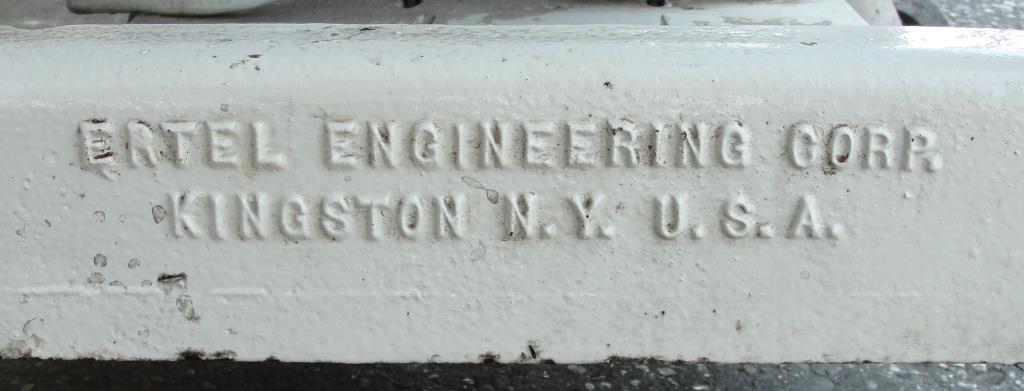 ERTEL ENGINEERING CORP.
KINGSTON N.Y. U.S.A.